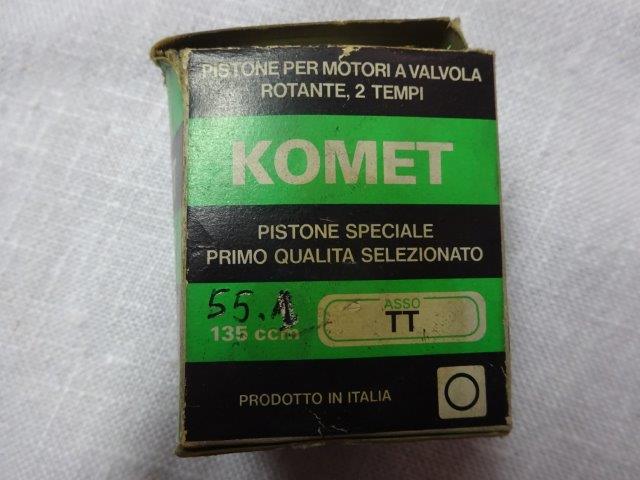 PISTONE PER MOTORI A VALVOLA
ROTANTE, 2 TEMPI
KOMET
PISTONE SPECIALE
PRIMO QUALITA SELEZIONATO
55.1
135 ccm
ASSO
TT
PRODOTTO IN ITALIA